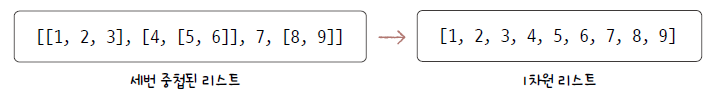 [[1, 2, 3], [4, [5, 6]], 7, [8, 9]]
[1, 2, 3, 4, 5, 6, 7, 8, 9]
세번 중첩된 리스트
1차원 리스트